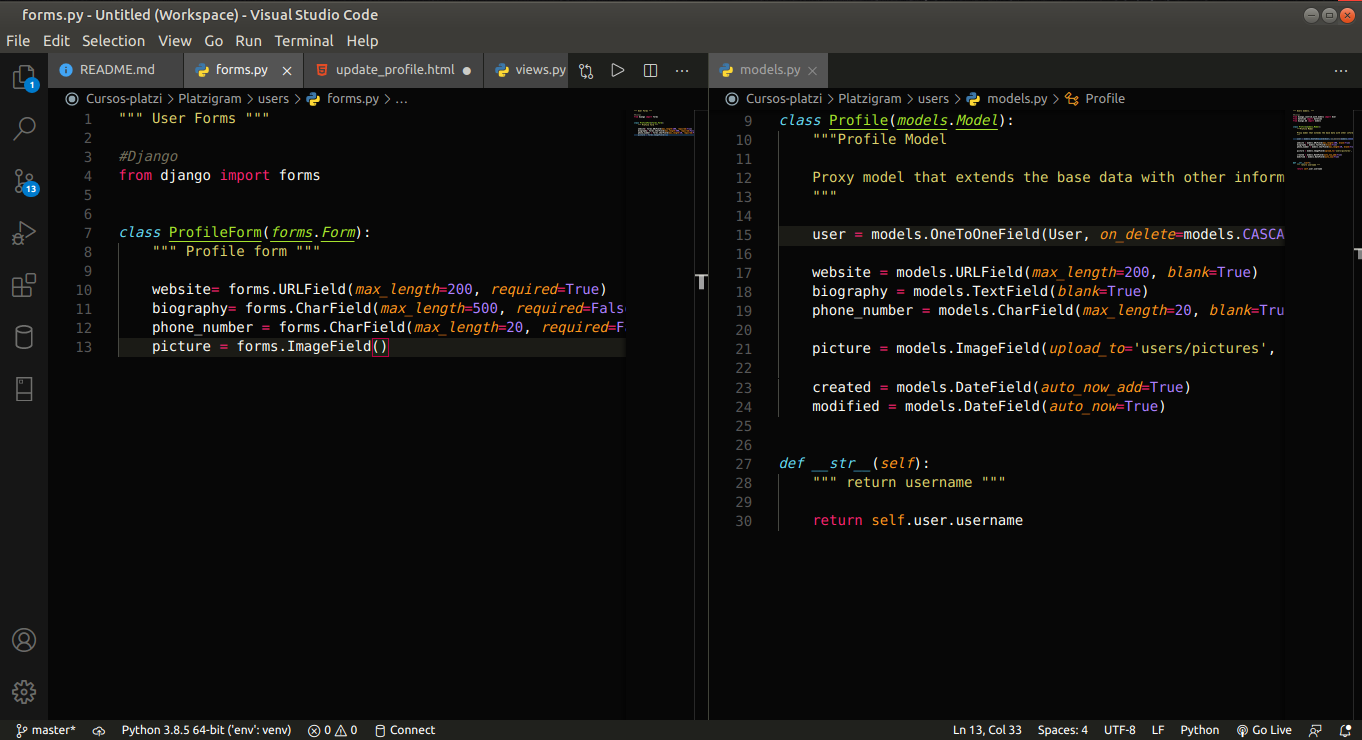 forms.py - Untitled (Workspace) - Visual Studio Code
File Edit Selection View Go Run Terminal Help
README.md forms.py update_profile.html views.py models.py
Cursos-platzi > Platzigram > users > forms.py > ...
1 """ User Forms """
2
3 #Django
4 from django import forms
5
6
7 class ProfileForm(forms.Form):
8 """ Profile form """
9
10 website= forms.URLField(max_length=200, required=True)
11 biography= forms.CharField(max_length=500, required=Fals
12 phone_number = forms.CharField(max_length=20, required=F
13 picture = forms.ImageField()
Cursos-platzi > Platzigram > users > models.py > Profile
9 class Profile(models.Model):
10 """Profile Model
11
12 Proxy model that extends the base data with other inform
13 """
14
15 user = models.OneToOneField(User, on_delete=models.CASCA
16
17 website = models.URLField(max_length=200, blank=True)
18 biography = models.TextField(blank=True)
19 phone_number = models.CharField(max_length=20, blank=Tru
20
21 picture = models.ImageField(upload_to='users/pictures',
22
23 created = models.DateField(auto_now_add=True)
24 modified = models.DateField(auto_now=True)
25
26
27 def __str__(self):
28 """ return username """
29
30 return self.user.username
1
13
master* Python 3.8.5 64-bit ('env': venv) 0 0 Connect Ln 13, Col 33 Spaces: 4 UTF-8 LF Python Go Live